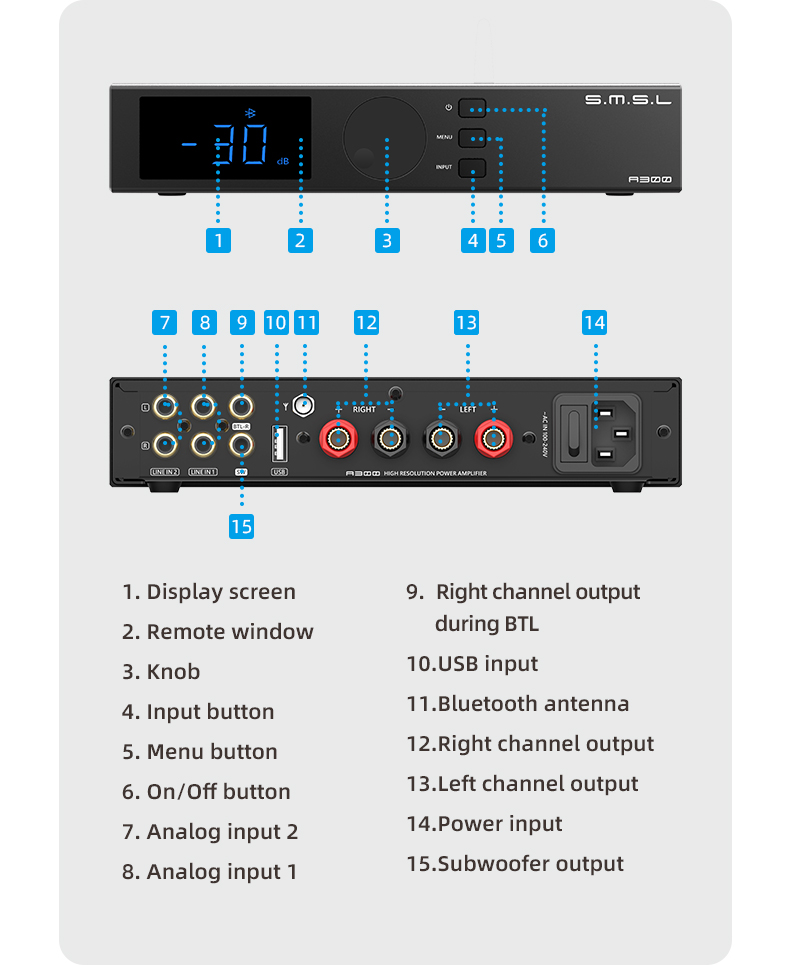 S.M.S.L
-30
dB
MENU
INPUT
A300
1
2
3
4
5
6
7
8
9
10
11
12
13
14
L
R
+ RIGHT -
- LEFT +
BTL-R
LINE IN 2
LINE IN 1
SW
USB
A300 HIGH RESOLUTION POWER AMPLIFIER
~AC IN 100-240V
15
1. Display screen
2. Remote window
3. Knob
4. Input button
5. Menu button
6. On/Off button
7. Analog input 2
8. Analog input 1
9. Right channel output
during BTL
10.USB input
11.Bluetooth antenna
12.Right channel output
13.Left channel output
14.Power input
15.Subwoofer output